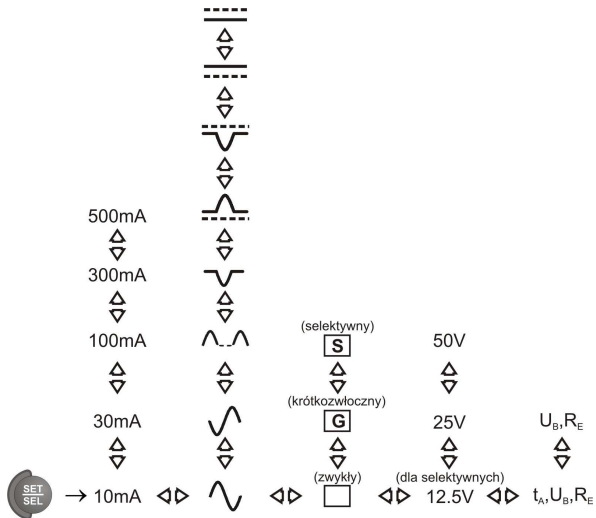 500mA
300mA
(selektywny)
100mA S 50V
(krótkozwłoczny)
30mA G 25V U_B,R_E
(zwykły) (dla selektywnych)
SET
SEL
10mA 12.5V t_A,U_B,R_E